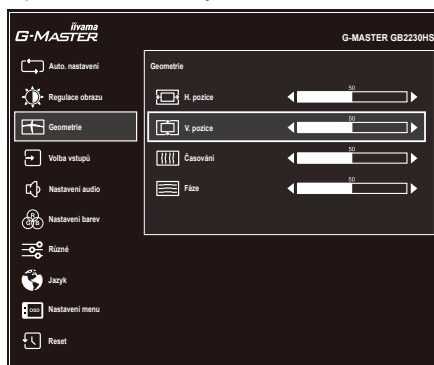 iiyama
G-MASTER
G-MASTER GB2230HS
Auto. nastavení
Regulace obrazu
Geometrie
Volba vstupů
Nastavení audio
Nastavení barev
Různé
Jazyk
Nastavení menu
Reset
Geometrie
H. pozice
50
V. pozice
50
Časování
50
Fáze
50
R
G
B
OSD